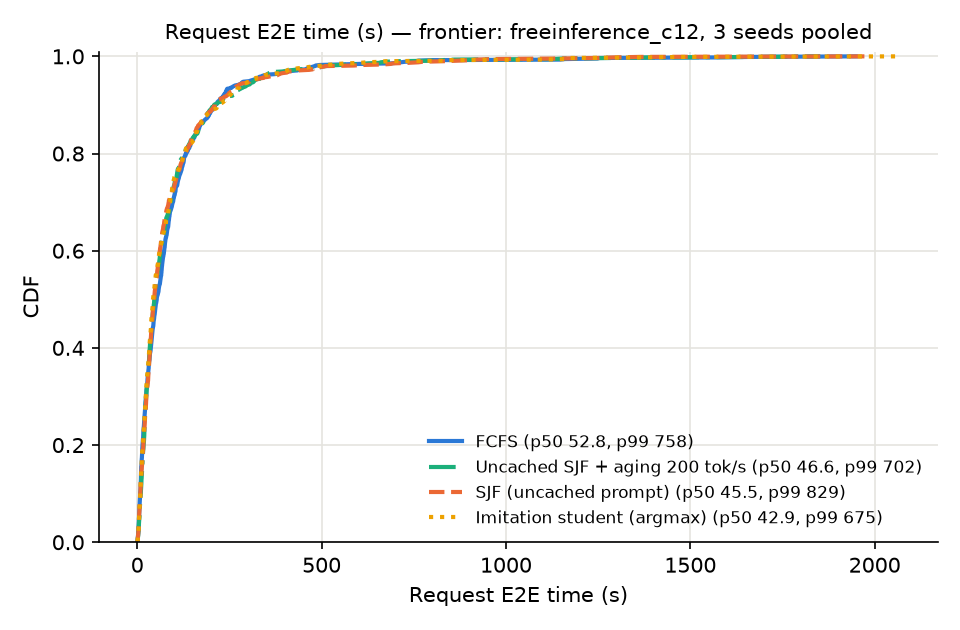 Request E2E time (s) — frontier: freeinference_c12, 3 seeds pooled
1.0
0.8
0.6
0.4
0.2
0.0
CDF
FCFS (p50 52.8, p99 758)
Uncached SJF + aging 200 tok/s (p50 46.6, p99 702)
SJF (uncached prompt) (p50 45.5, p99 829)
Imitation student (argmax) (p50 42.9, p99 675)
0 500 1000 1500 2000
Request E2E time (s)